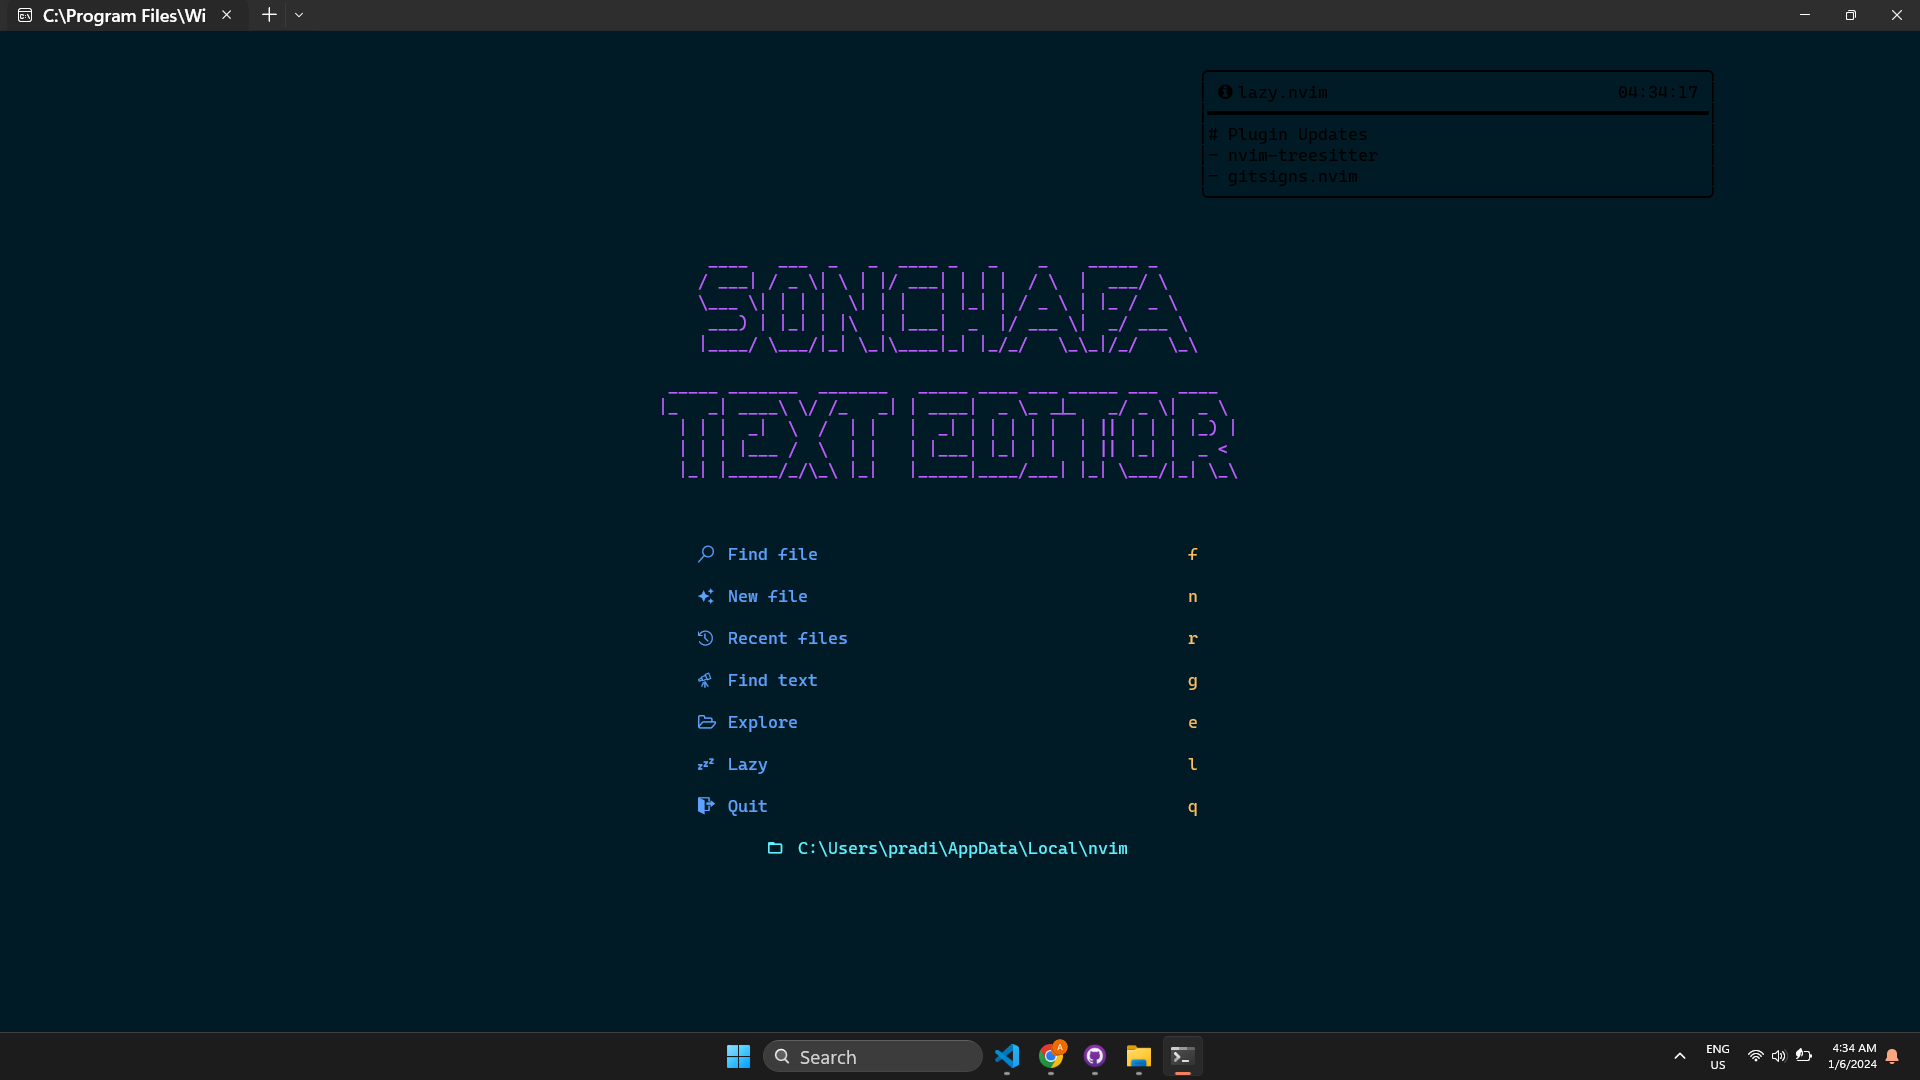 C:\Program Files\Wi
lazy.nvim 04:34:17
# Plugin Updates
- nvim-treesitter
- gitsigns.nvim
SONCHAFA
TEXT EDITOR
Find file f
New file n
Recent files r
Find text g
Explore e
Lazy l
Quit q
C:\Users\pradi\AppData\Local\nvim
Search
A
ENG
US
4:34 AM
1/6/2024